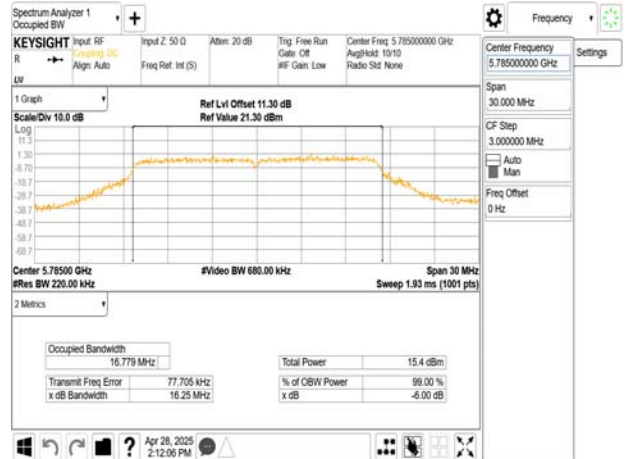 Spectrum Analyzer 1
Occupied BW
Frequency
KEYSIGHT
R
Input: RF
Coupling: DC
Align: Auto
Input Z: 50 Ω
Freq Ref: Int (S)
Atten: 20 dB
Trig: Free Run
Gate: Off
#IF Gain: Low
Center Freq: 5.785000000 GHz
Avg|Hold: 10/10
Radio Std: None
Center Frequency
5.785000000 GHz
Settings
Span
30.000 MHz
CF Step
3.000000 MHz
Auto
Man
Freq Offset
0 Hz
1 Graph
Scale/Div 10.0 dB
Ref Lvl Offset 11.30 dB
Ref Value 21.30 dBm
Log
11.3
1.30
-8.70
-18.7
-28.7
-38.7
-48.7
-58.7
-68.7
Center 5.78500 GHz
#Res BW 220.00 kHz
#Video BW 680.00 kHz
Span 30 MHz
Sweep 1.93 ms (1001 pts)
2 Metrics
Occupied Bandwidth
16.779 MHz
Transmit Freq Error 77.705 kHz
x dB Bandwidth 16.25 MHz
Total Power 15.4 dBm
% of OBW Power 99.00 %
x dB -6.00 dB
?
Apr 28, 2025
2:12:06 PM